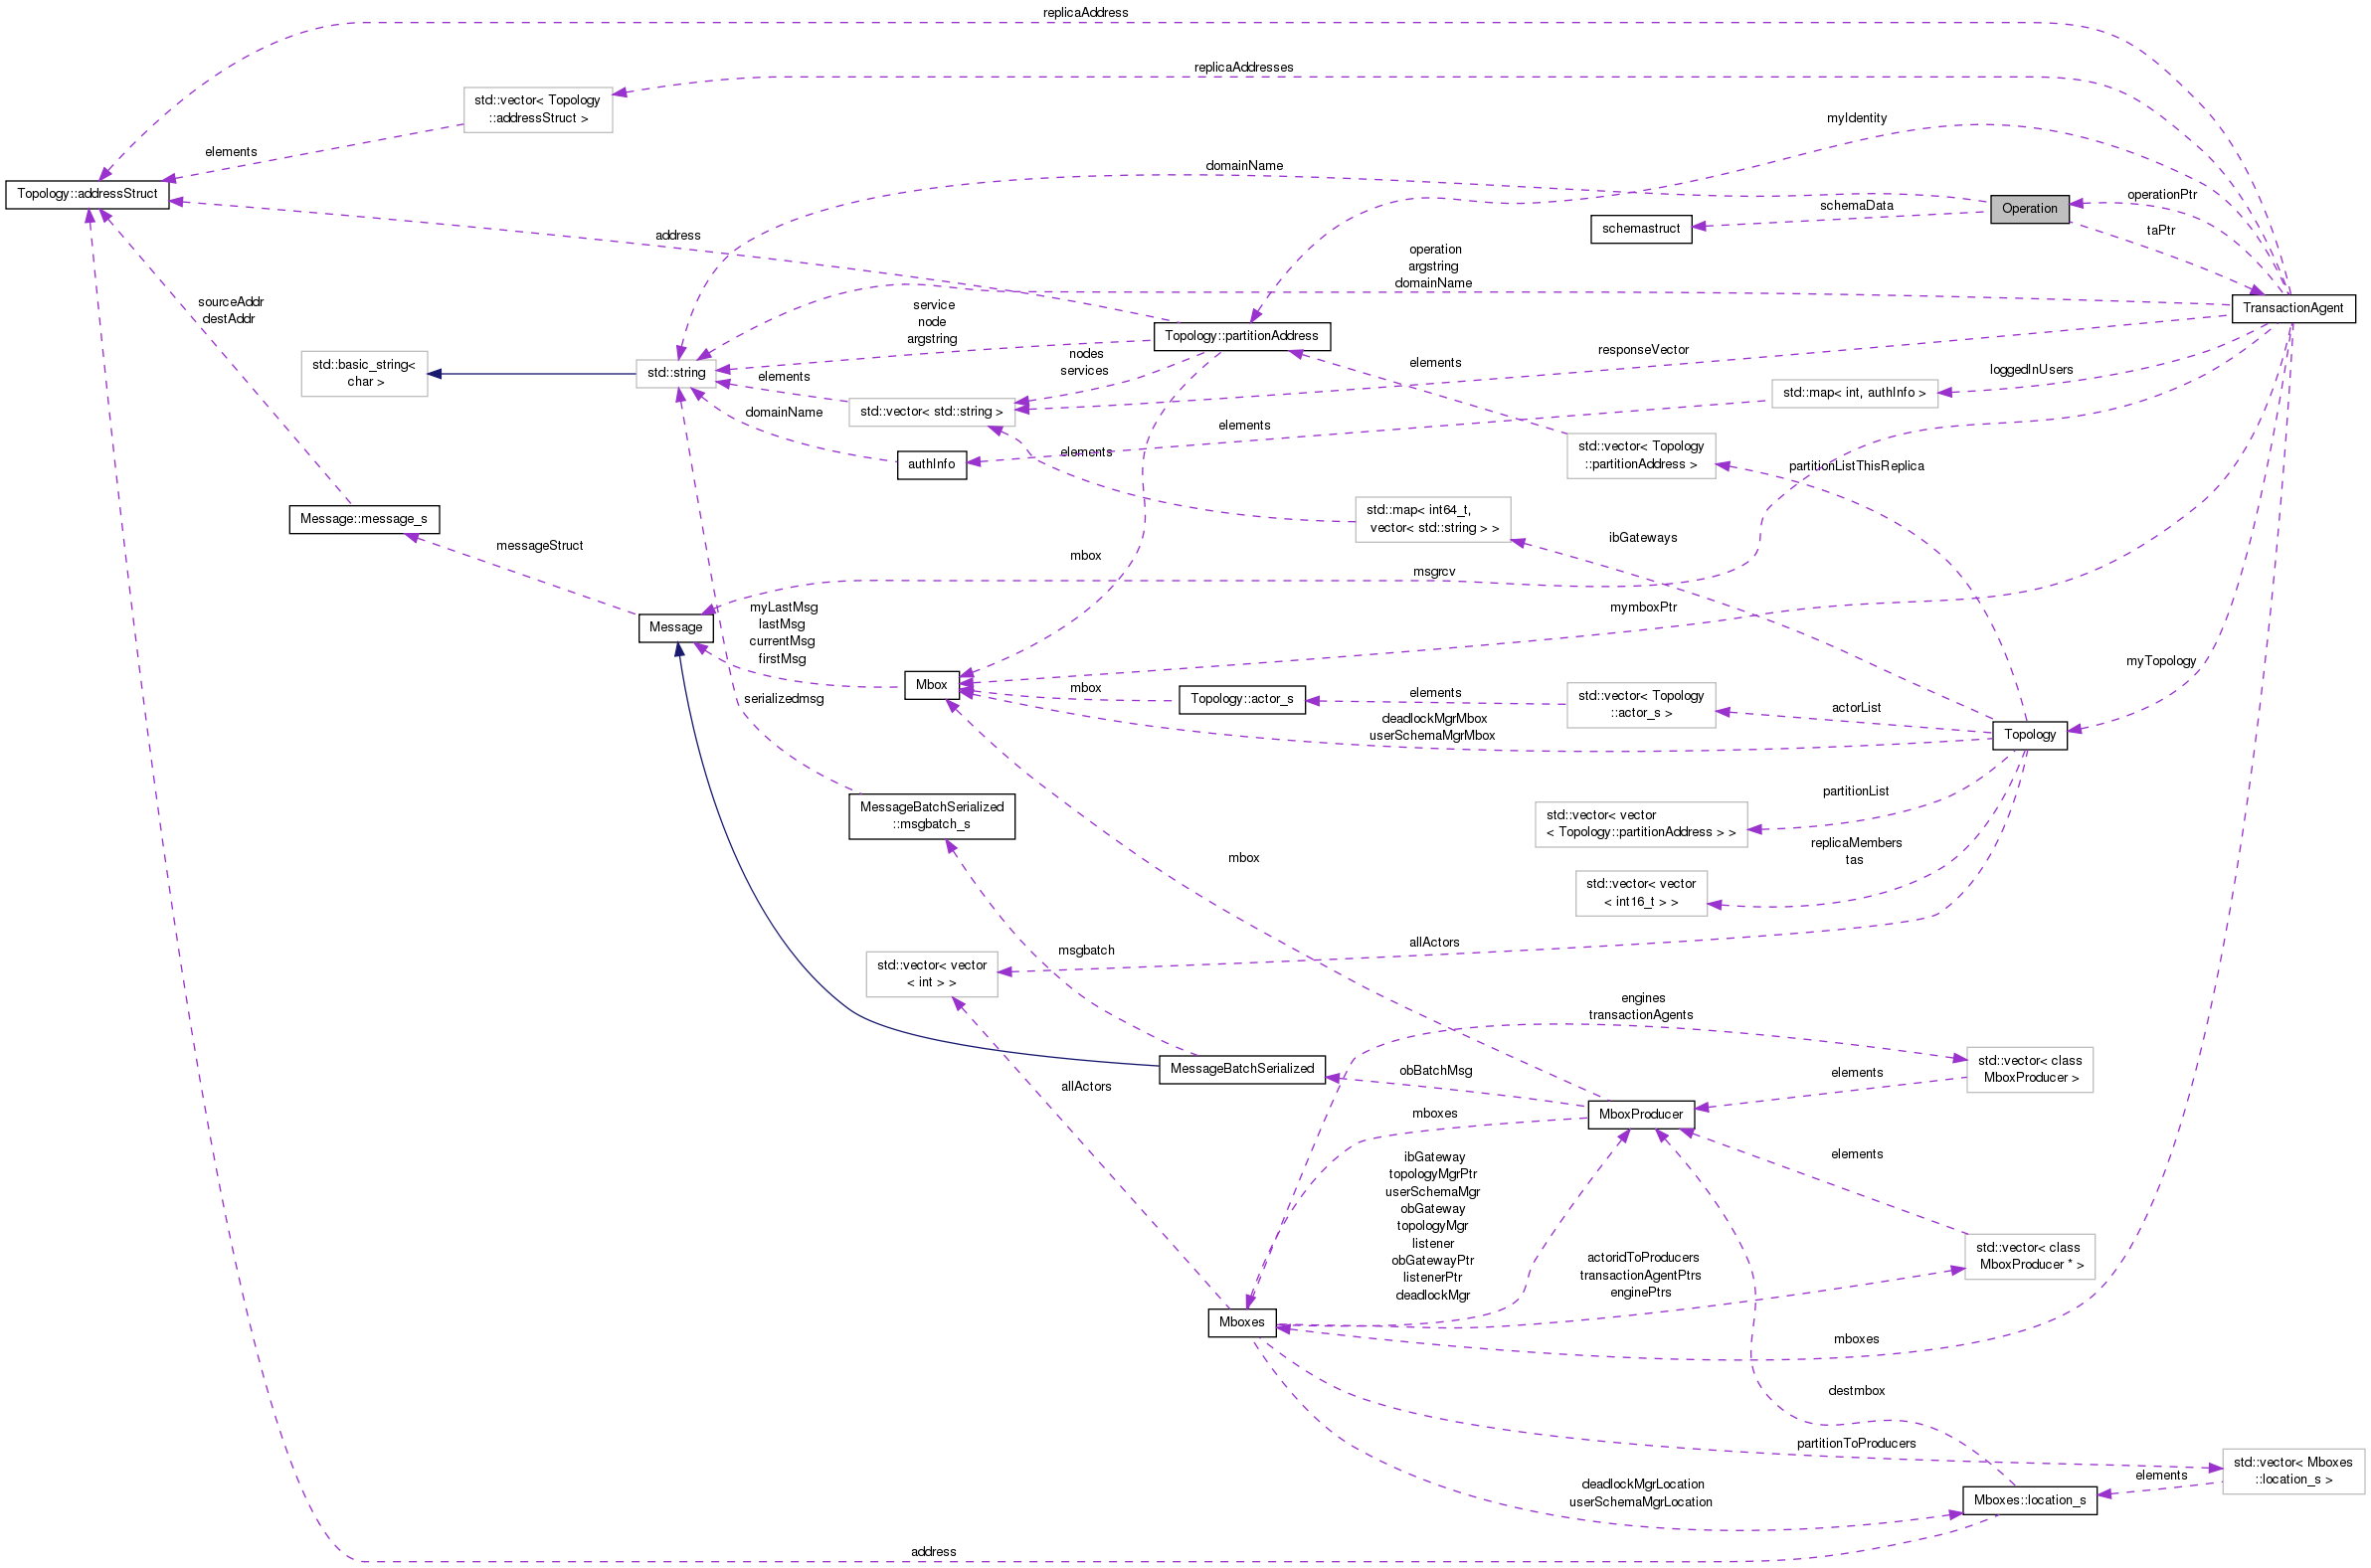 replicaAddress
replicaAddresses
std::vector< Topology
::addressStruct >
myIdentity
elements
domainName
Topology::addressStruct
operationPtr
Operation
schemaData
schemastruct
taPtr
address
operation
argstring
domainName
sourceAddr
destAddr
service
node
argstring
TransactionAgent
Topology::partitionAddress
nodes
services
elements
responseVector
std::basic_string<
char >
std::string
elements
loggedInUsers
std::map< int, authInfo >
domainName
std::vector< std::string >
elements
elements
authInfo
std::vector< Topology
::partitionAddress >
partitionListThisReplica
Message::message_s
std::map< int64_t,
vector< std::string > >
messageStruct
mbox
ibGateways
msgrcv
myLastMsg
lastMsg
currentMsg
firstMsg
Message
mymboxPtr
myTopology
Mbox
mbox
Topology::actor_s
elements
std::vector< Topology
::actor_s >
actorList
serializedmsg
deadlockMgrMbox
userSchemaMgrMbox
Topology
MessageBatchSerialized
::msgbatch_s
partitionList
std::vector< vector
< Topology::partitionAddress > >
replicaMembers
tas
mbox
std::vector< vector
< int16_t > >
msgbatch
allActors
std::vector< vector
< int > >
engines
transactionAgents
MessageBatchSerialized
obBatchMsg
std::vector< class
MboxProducer >
elements
allActors
mboxes
MboxProducer
ibGateway
topologyMgrPtr
userSchemaMgr
obGateway
topologyMgr
listener
obGatewayPtr
listenerPtr
deadlockMgr
elements
actoridToProducers
transactionAgentPtrs
enginePtrs
std::vector< class
MboxProducer * >
Mboxes
mboxes
destmbox
partitionToProducers
std::vector< Mboxes
::location_s >
elements
deadlockMgrLocation
userSchemaMgrLocation
Mboxes::location_s
address